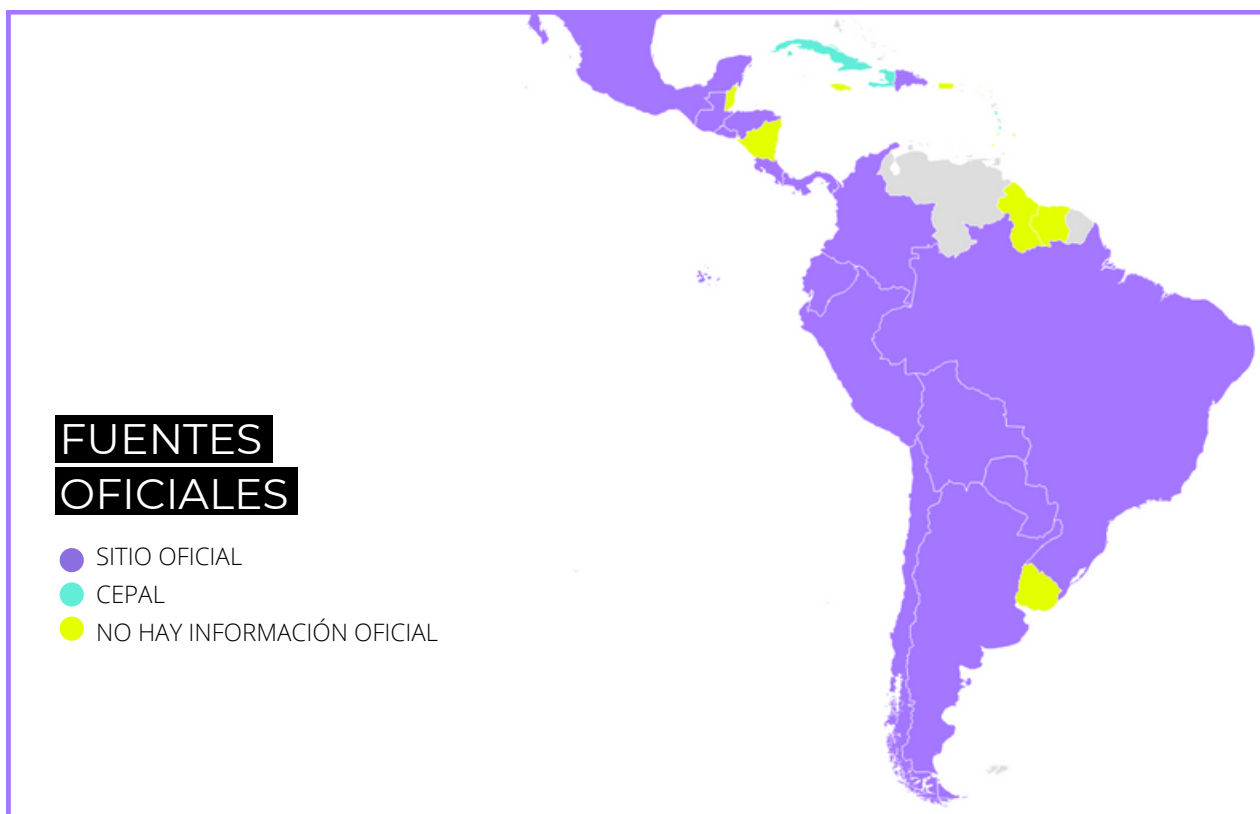 FUENTES
OFICIALES
SITIO OFICIAL
CEPAL
NO HAY INFORMACIÓN OFICIAL